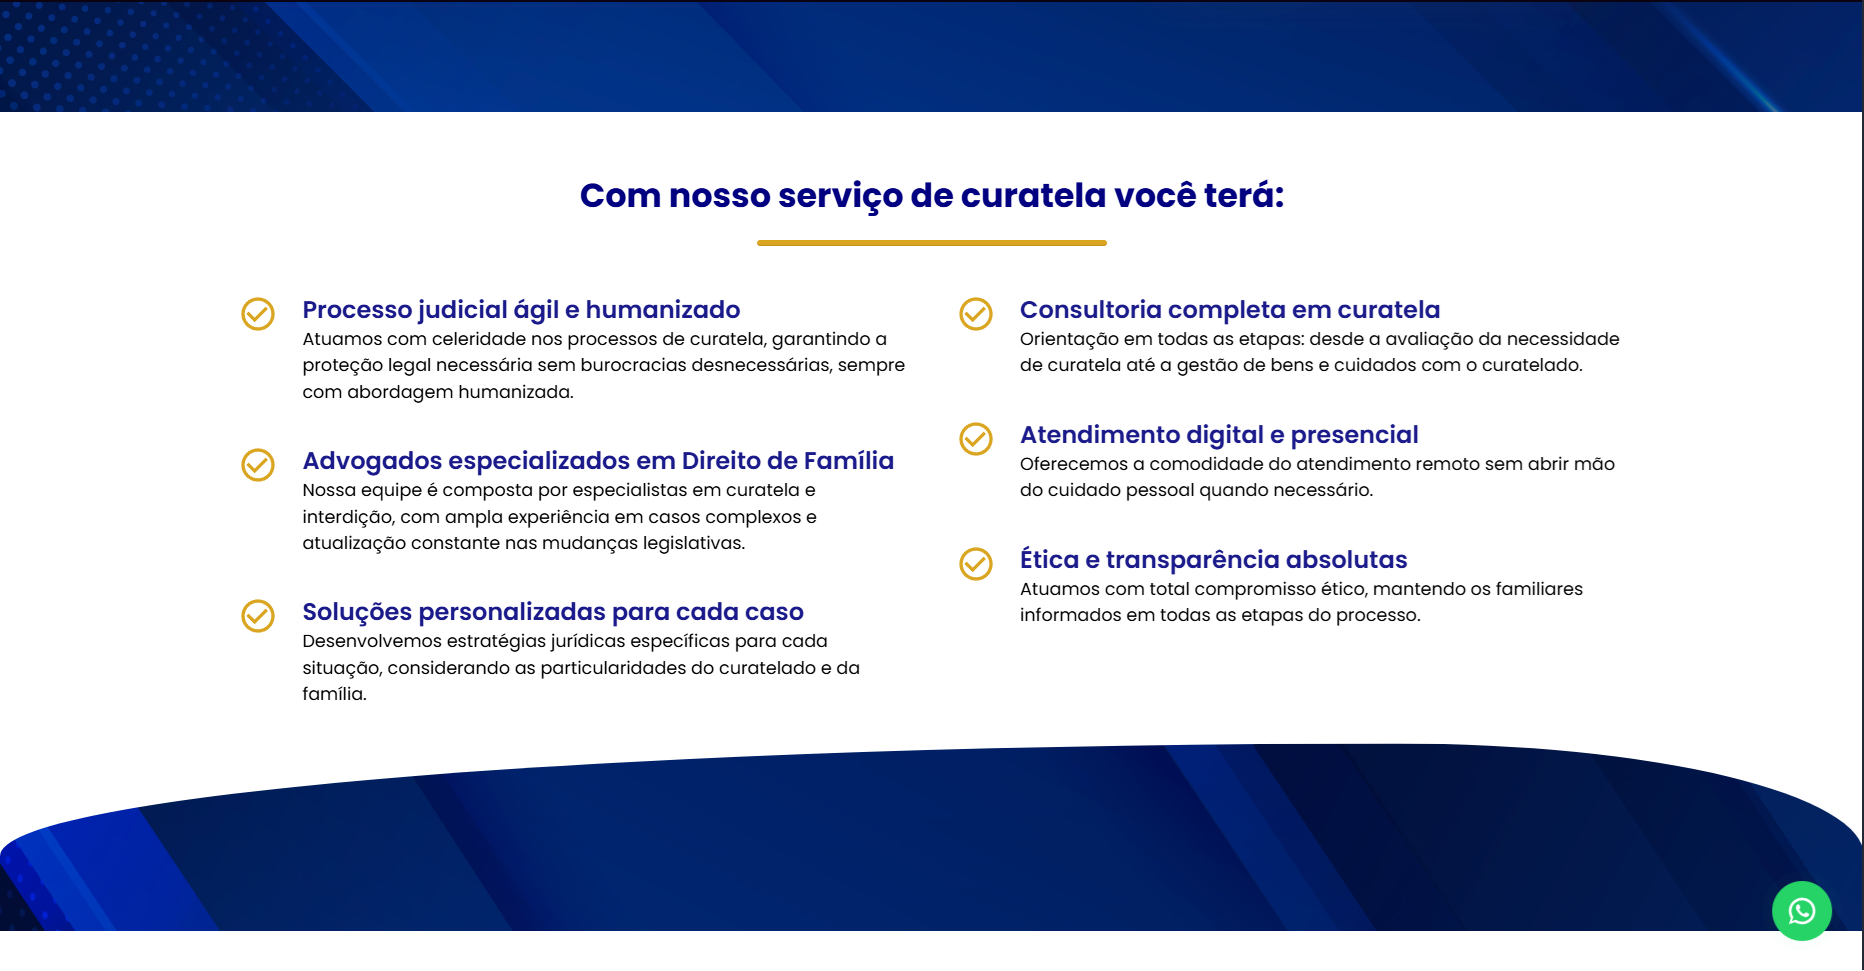 Com nosso serviço de curatela você terá:
Processo judicial ágil e humanizado
Atuamos com celeridade nos processos de curatela, garantindo a
proteção legal necessária sem burocracias desnecessárias, sempre
com abordagem humanizada.
Advogados especializados em Direito de Família
Nossa equipe é composta por especialistas em curatela e
interdição, com ampla experiência em casos complexos e
atualização constante nas mudanças legislativas.
Soluções personalizadas para cada caso
Desenvolvemos estratégias jurídicas específicas para cada
situação, considerando as particularidades do curatelado e da
família.
Consultoria completa em curatela
Orientação em todas as etapas: desde a avaliação da necessidade
de curatela até a gestão de bens e cuidados com o curatelado.
Atendimento digital e presencial
Oferecemos a comodidade do atendimento remoto sem abrir mão
do cuidado pessoal quando necessário.
Ética e transparência absolutas
Atuamos com total compromisso ético, mantendo os familiares
informados em todas as etapas do processo.